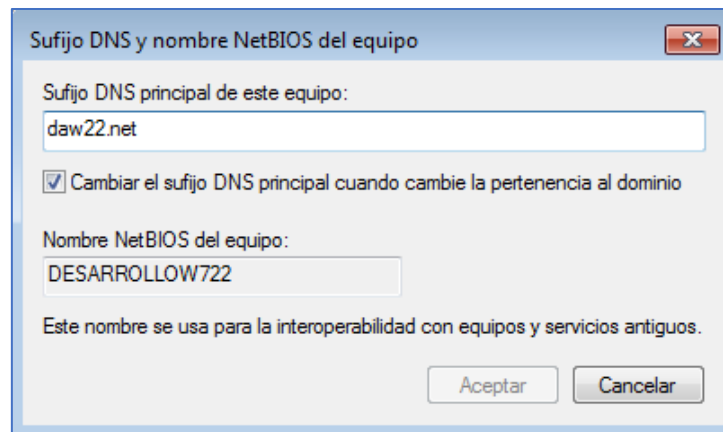 Sufijo DNS y nombre NetBIOS del equipo
Sufijo DNS principal de este equipo:
daw22.net
Cambiar el sufijo DNS principal cuando cambie la pertenencia al dominio
Nombre NetBIOS del equipo:
DESARROLLOW722
Este nombre se usa para la interoperabilidad con equipos y servicios antiguos.
Aceptar Cancelar